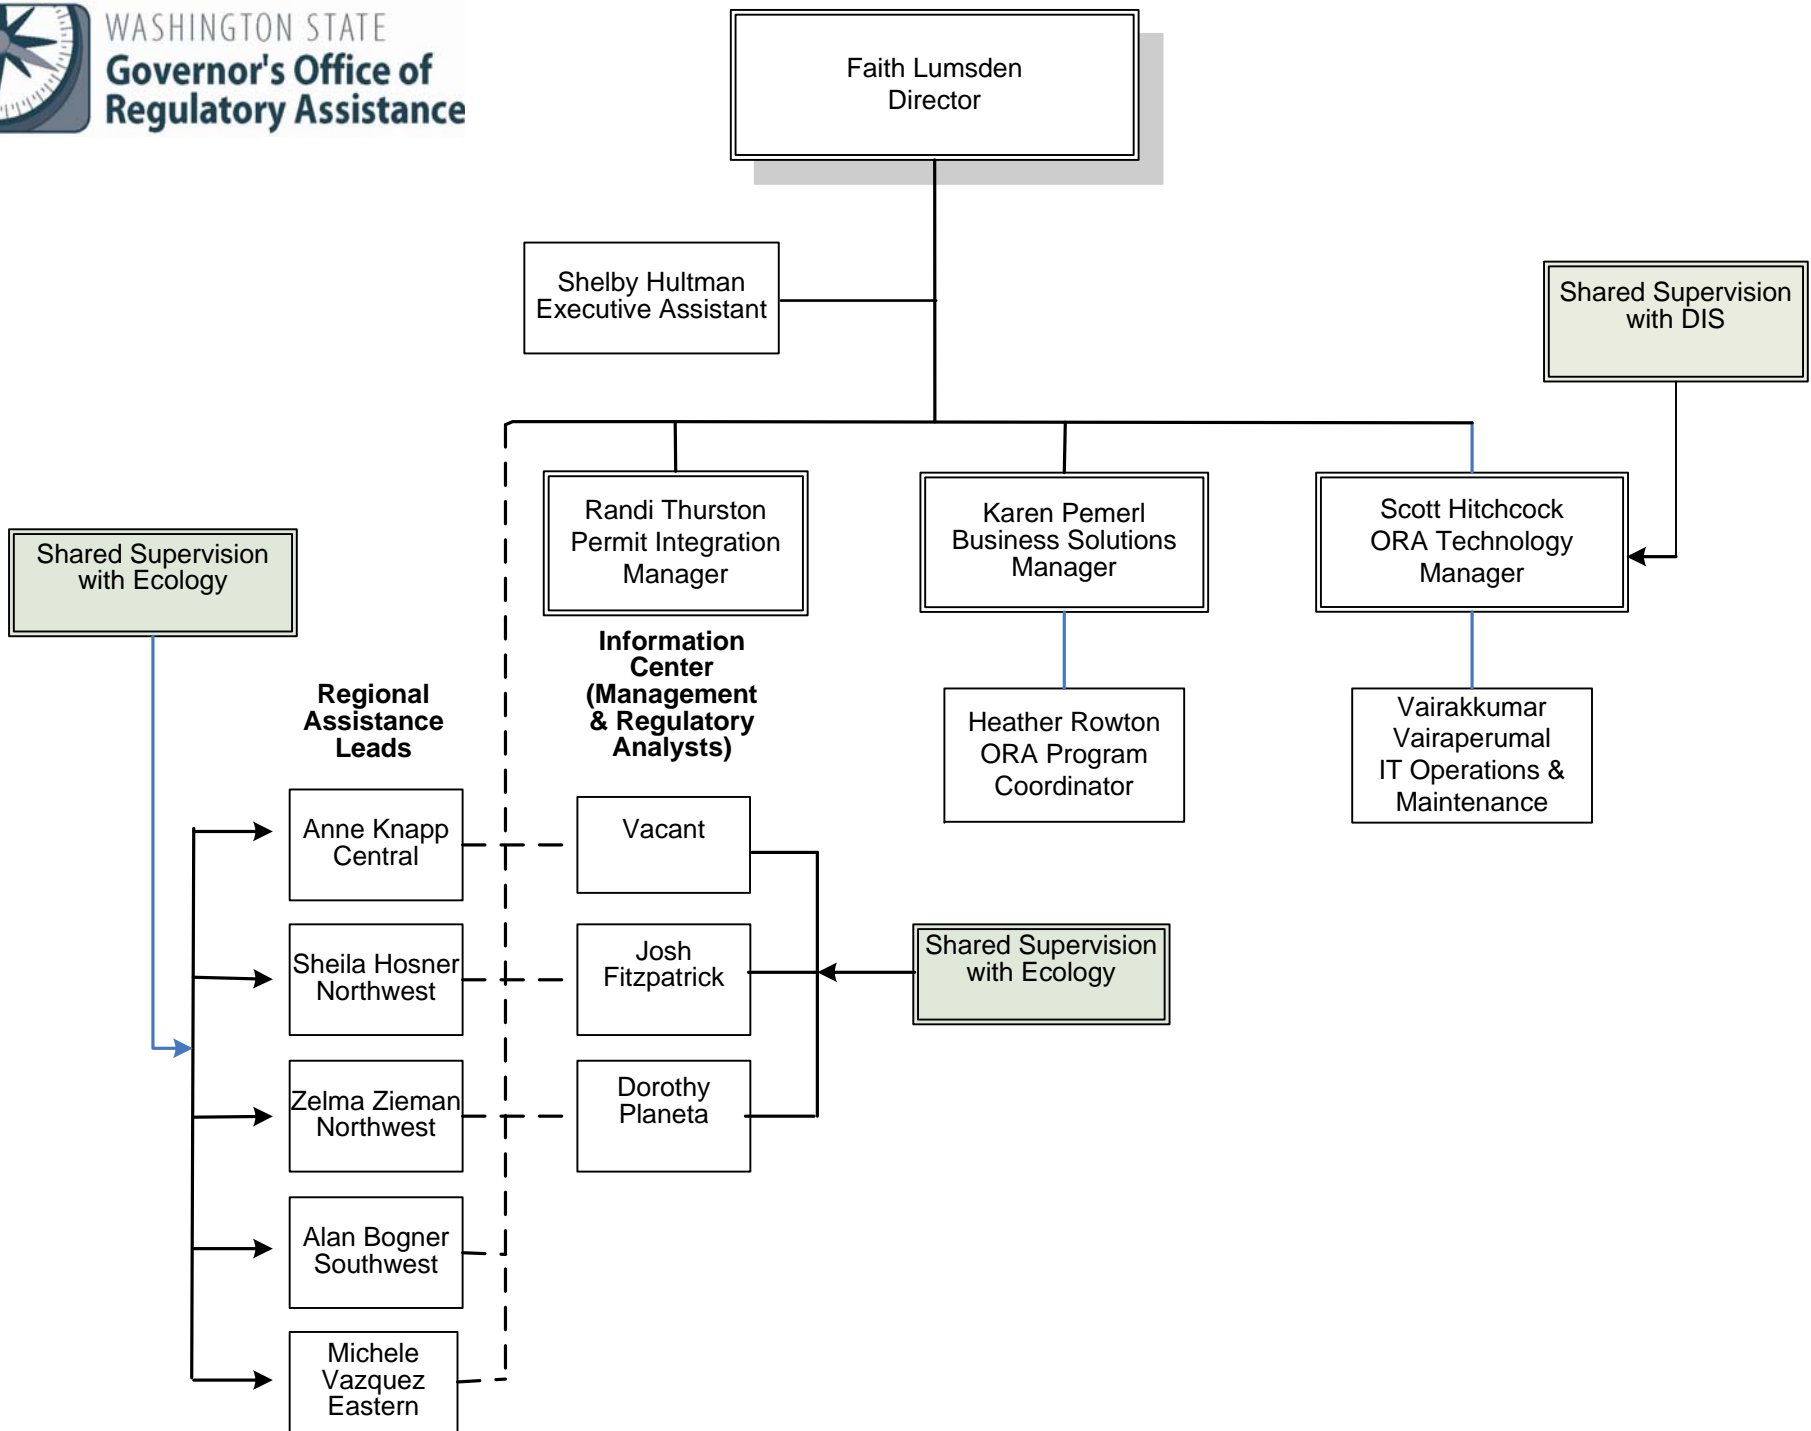 WASHINGTON STATE
Governor's Office of
Regulatory Assistance
Faith Lumsden
Director
Shelby Hultman
Executive Assistant
Shared Supervision
with DIS
Randi Thurston
Permit Integration
Manager
Karen Pemerl
Business Solutions
Manager
Scott Hitchcock
ORA Technology
Manager
Shared Supervision
with Ecology
Regional
Assistance
Leads
Information
Center
(Management
& Regulatory
Analysts)
Heather Rowton
ORA Program
Coordinator
Vairakkumar
Vairaperumal
IT Operations &
Maintenance
Anne Knapp
Central
Vacant
Sheila Hosner
Northwest
Josh
Fitzpatrick
Shared Supervision
with Ecology
Zelma Zieman
Northwest
Dorothy
Planeta
Alan Bogner
Southwest
Michele
Vazquez
Eastern